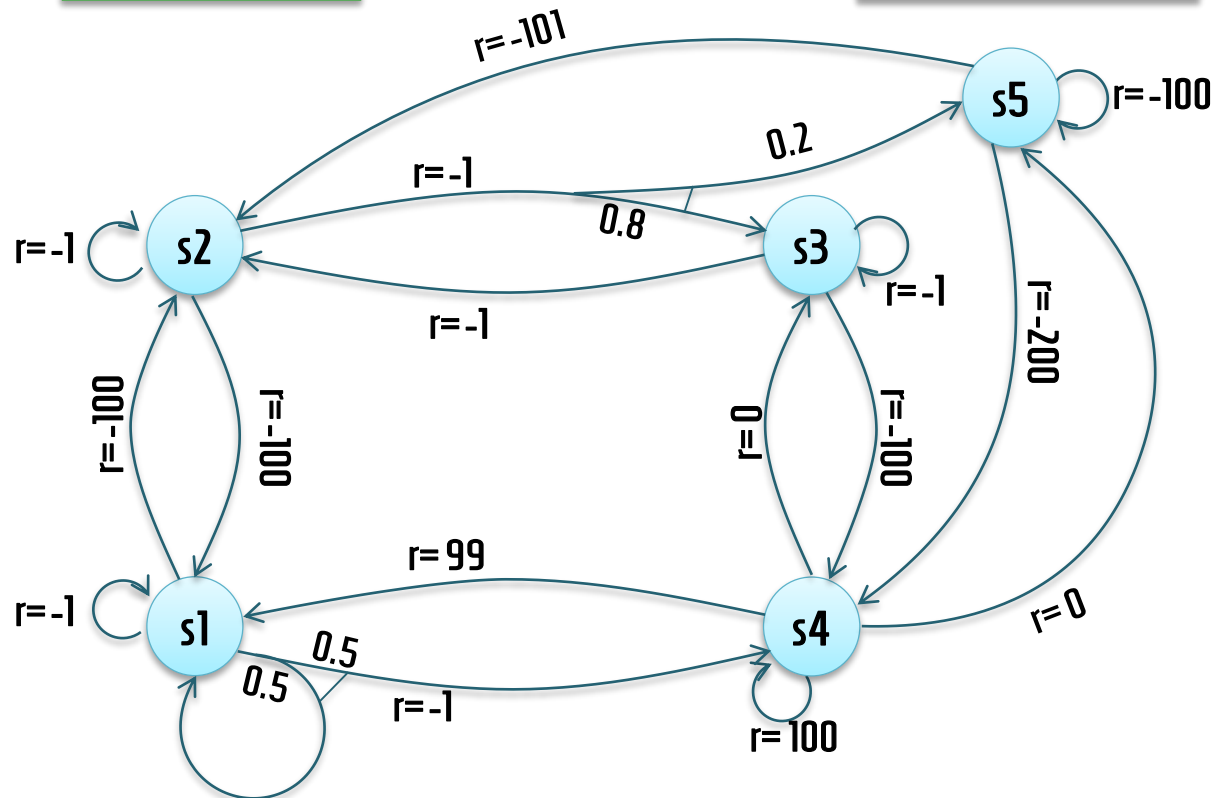 r= -101
s5
r= -100
0.2
r= -1
0.8
s2
r= -1
s3
r= -1
r= -1
r= -200
r= -100
r= -100
r= 0
r= -100
r= 99
r= 0
s1
r= -1
0.5
0.5
r= -1
s4
r= 100